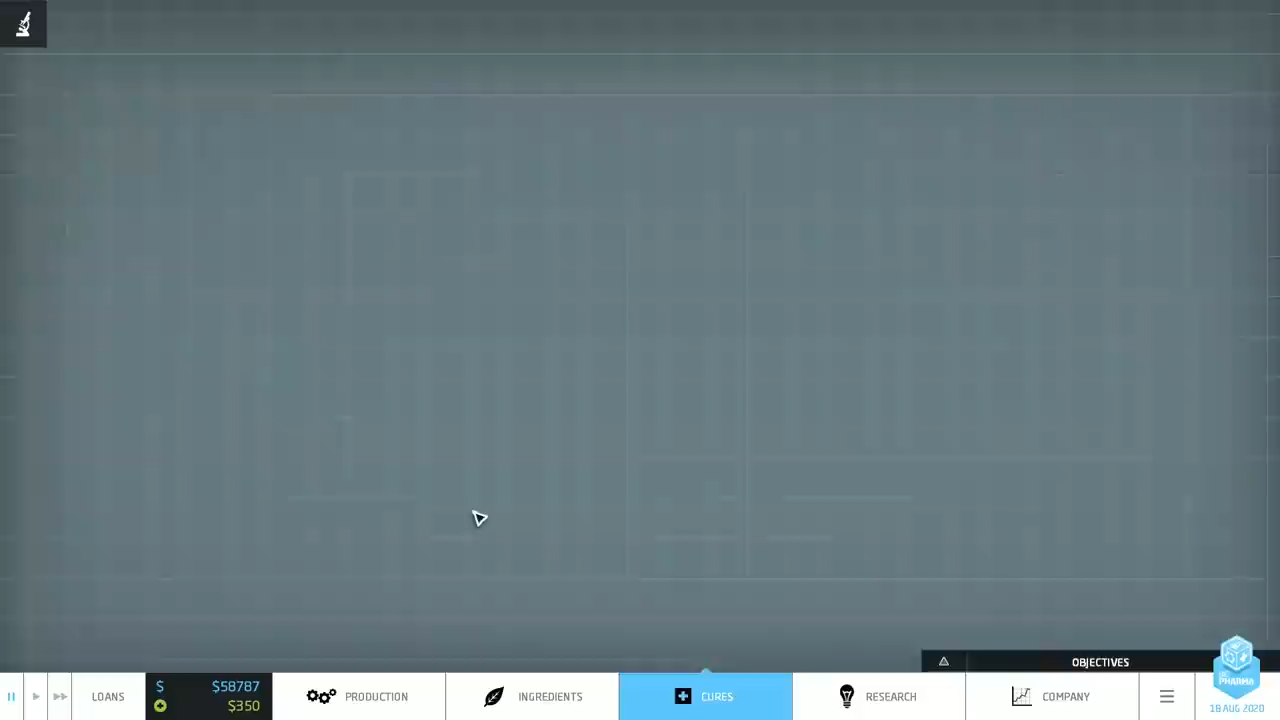 OBJECTIVES
LOANS
$ $58787
$350
PRODUCTION
INGREDIENTS
CURES
RESEARCH
COMPANY
PHARMA
18 AUG 2020